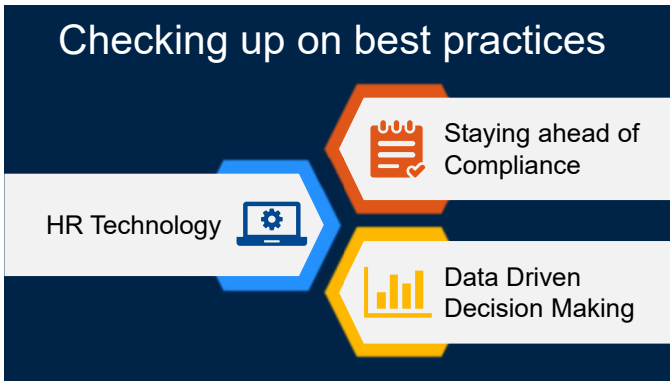 Checking up on best practices
Staying ahead of
Compliance
HR Technology
Data Driven
Decision Making